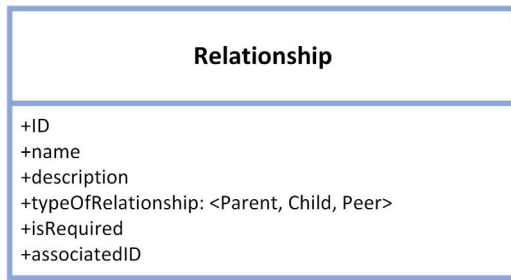 Relationship
+ID
+name
+description
+typeOfRelationship: <Parent, Child, Peer>
+isRequired
+associatedID